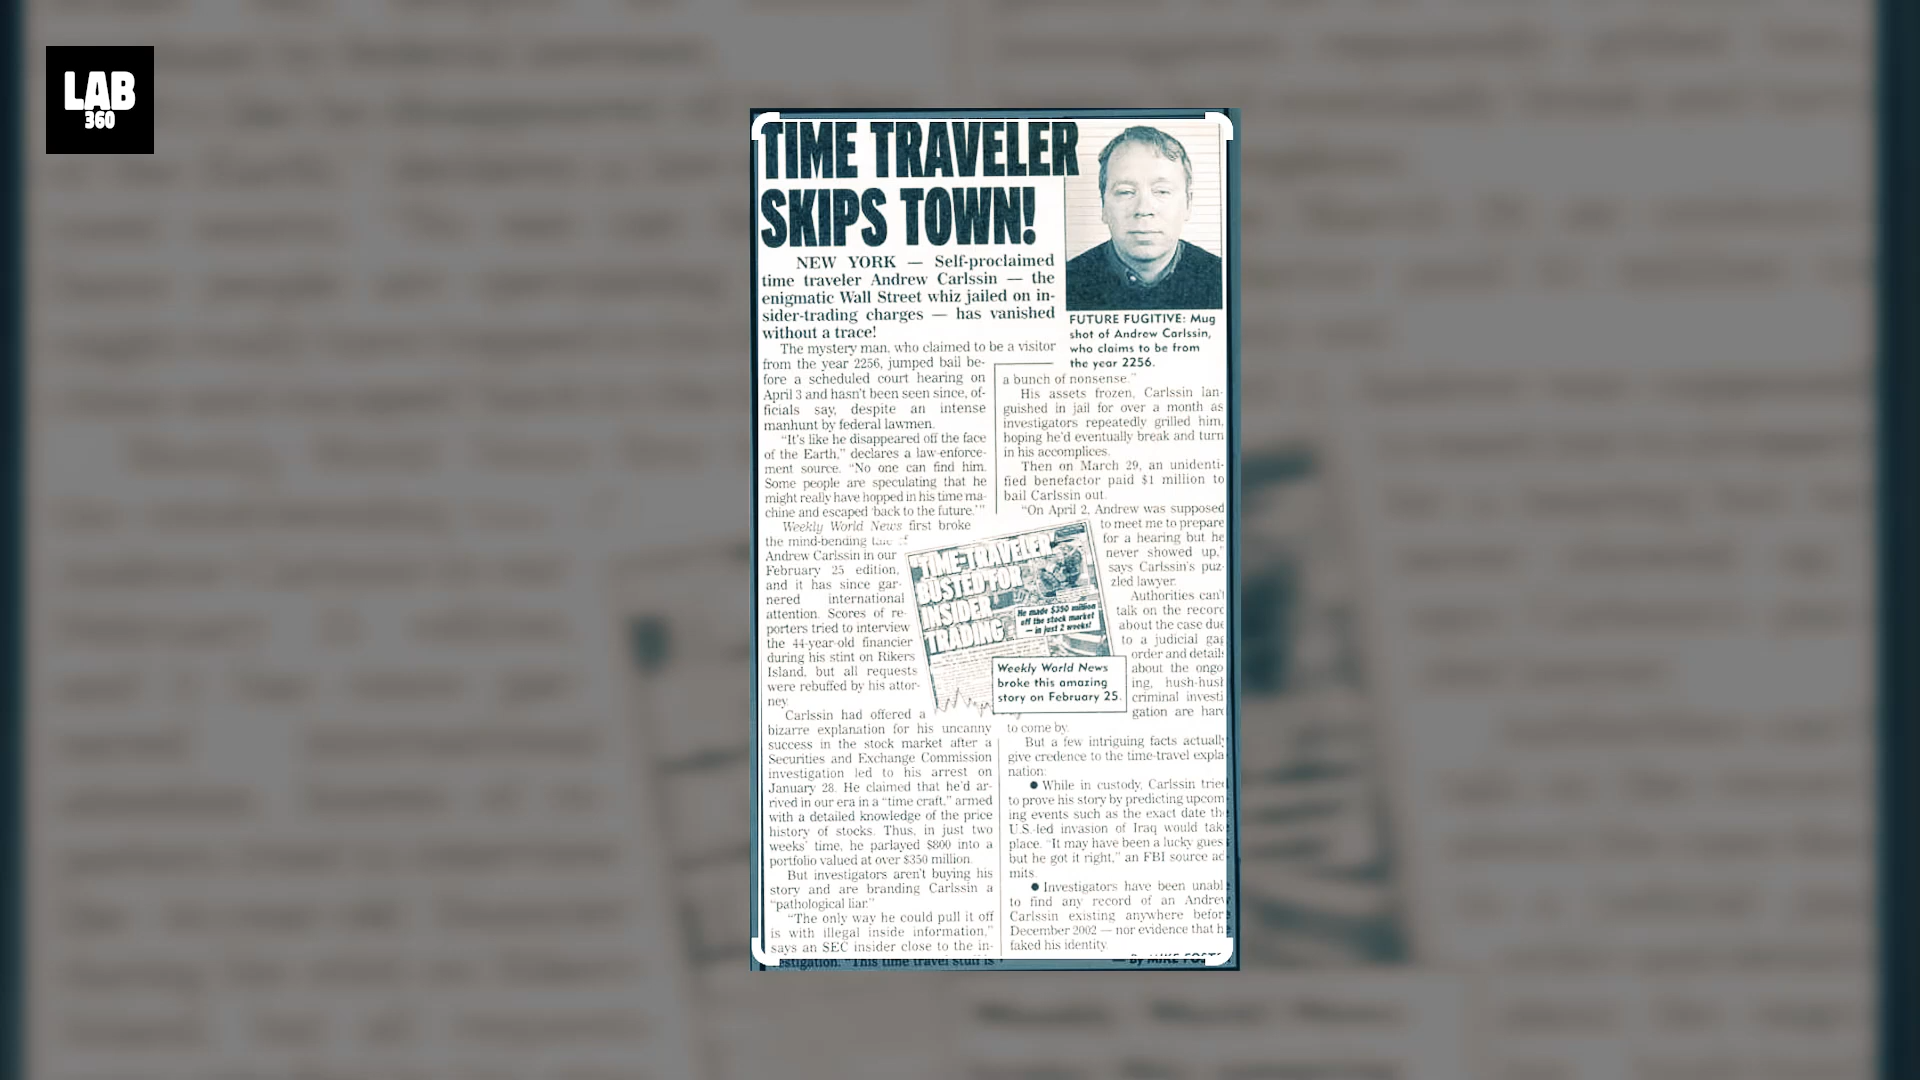 LAB
360
TIME TRAVELER
SKIPS TOWN!
NEW YORK — Self-proclaimed
time traveler Andrew Carlssin — the
enigmatic Wall Street whiz jailed on in-
sider-trading charges — has vanished
without a trace!
The mystery man, who claimed to be a visitor
from the year 2256, jumped bail be-
fore a scheduled court hearing on
April 3 and hasn't been seen since, of-
ficials say, despite an intense
manhunt by federal lawmen.
"It's like he disappeared off the face
of the Earth," declares a law-enforce-
ment source. "No one can find him.
Some people are speculating that he
might really have hopped in his time ma-
chine and escaped 'back to the future.'"
Weekly World News first broke
the mind-bending
Andrew Carlssin in our
February 25 edition,
and it has since gar-
nered international
attention. Scores of re-
porters tried to interview
the 44-year-old financier
during his stint on Rikers
Island, but all requests
were rebuffed by his attor-
ney.
Carlssin had offered a
bizarre explanation for his uncanny
success in the stock market after a
Securities and Exchange Commission
investigation led to his arrest on
January 28. He claimed that he'd ar-
rived in our era in a "time craft," armed
with a detailed knowledge of the price
history of stocks. Thus, in just two
weeks' time, he parlayed $800 into a
portfolio valued at over $350 million.
But investigators aren't buying his
story and are branding Carlssin a
"pathological liar."
"The only way he could pull it off
is with illegal inside information,"
says an SEC insider close to the in-
vestigation. "This time travel stuff is
FUTURE FUGITIVE: Mug
shot of Andrew Carlssin,
who claims to be from
the year 2256.
a bunch of nonsense."
His assets frozen, Carlssin lan-
guished in jail for over a month as
investigators repeatedly grilled him,
hoping he'd eventually break and turn
in his accomplices.
Then on March 29, an unidenti-
fied benefactor paid $1 million to
bail Carlssin out.
"On April 2, Andrew was supposed
to meet me to prepare
for a hearing but he
never showed up,"
says Carlssin's puz-
zled lawyer.
Authorities can't
talk on the record
about the case due
to a judicial gag
order and details
about the ongo
ing, hush-hush
criminal investi
gation are hard
to come by.
TIME-TRAVELER
BUSTED FOR
INSIDER
TRADING
He made $350 million
off the stock market
— in just 2 weeks!
Weekly World News
broke this amazing
story on February 25.
But a few intriguing facts actually
give credence to the time-travel expla
nation:
● While in custody, Carlssin tried
to prove his story by predicting upcom-
ing events such as the exact date the
U.S.-led invasion of Iraq would take
place. "It may have been a lucky gues
but he got it right," an FBI source ad-
mits.
● Investigators have been unabl
to find any record of an Andrew
Carlssin existing anywhere before
December 2002 — nor evidence that h
faked his identity.
— By MIKE FOSTER